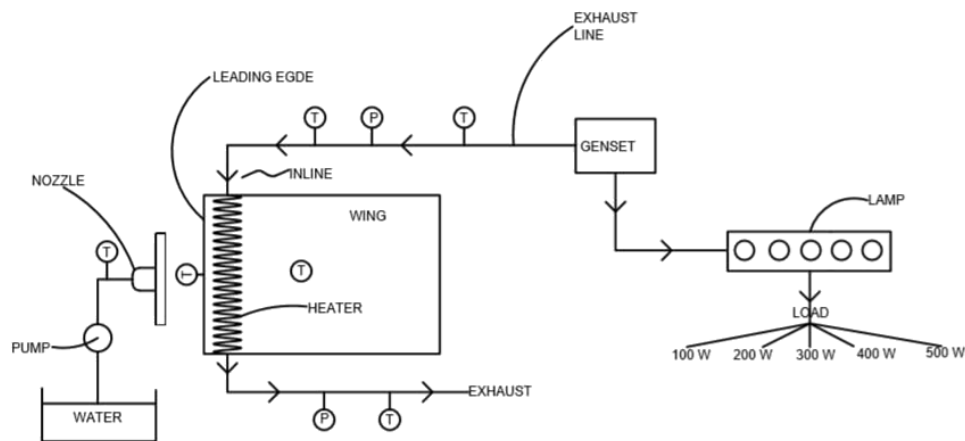 EXHAUST
LINE
LEADING EGDE
T
P
T
GENSET
INLINE
NOZZLE
WING
LAMP
T
T
T
HEATER
PUMP
LOAD
100 W
200 W
300 W
400 W
500 W
EXHAUST
WATER
P
T